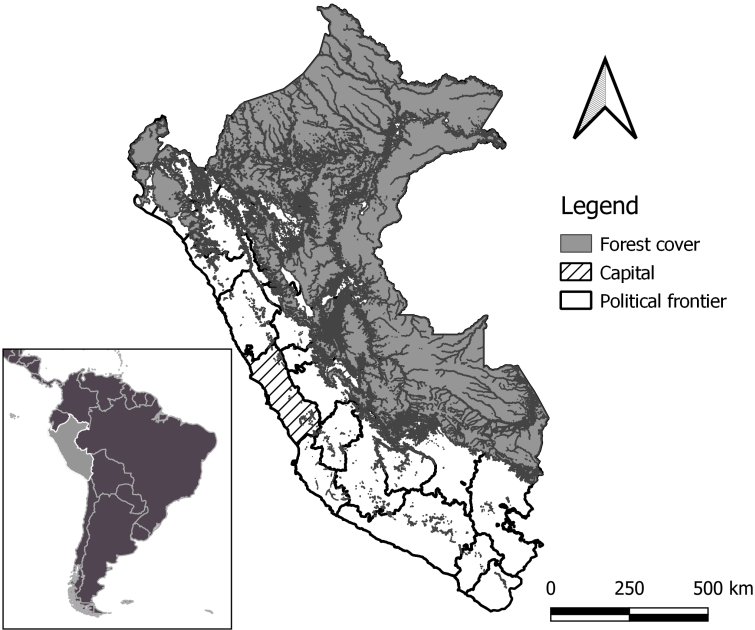 Legend
Forest cover
Capital
Political frontier
0 250 500 km